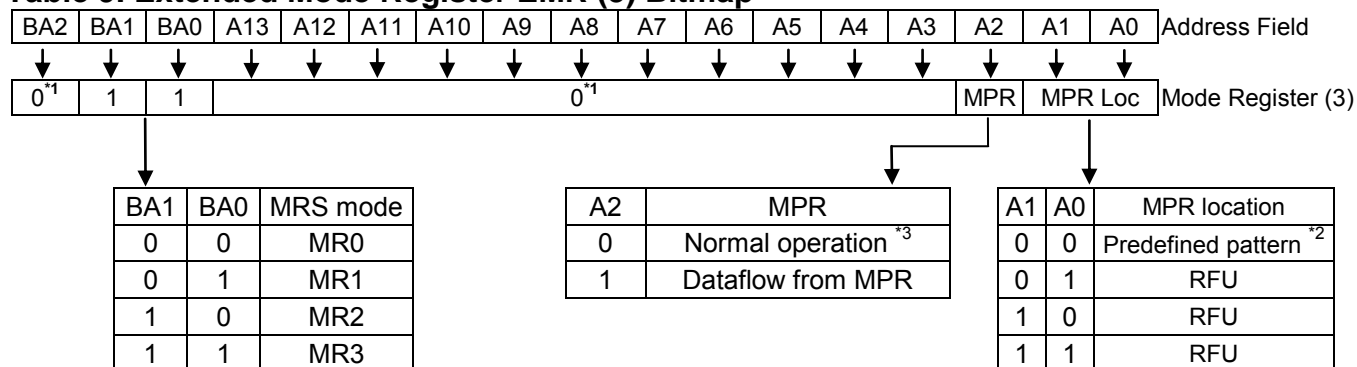 Table 8. Extended Mode Register EMR (3) Bitmap
BA2 BA1 BA0 A13 A12 A11 A10 A9 A8 A7 A6 A5 A4 A3 A2 A1 A0 Address Field
0*1 1 1 0*1 MPR MPR Loc Mode Register (3)
BA1 BA0 MRS mode
0 0 MR0
0 1 MR1
1 0 MR2
1 1 MR3
A2 MPR
0 Normal operation *3
1 Dataflow from MPR
A1 A0 MPR location
0 0 Predefined pattern *2
0 1 RFU
1 0 RFU
1 1 RFU